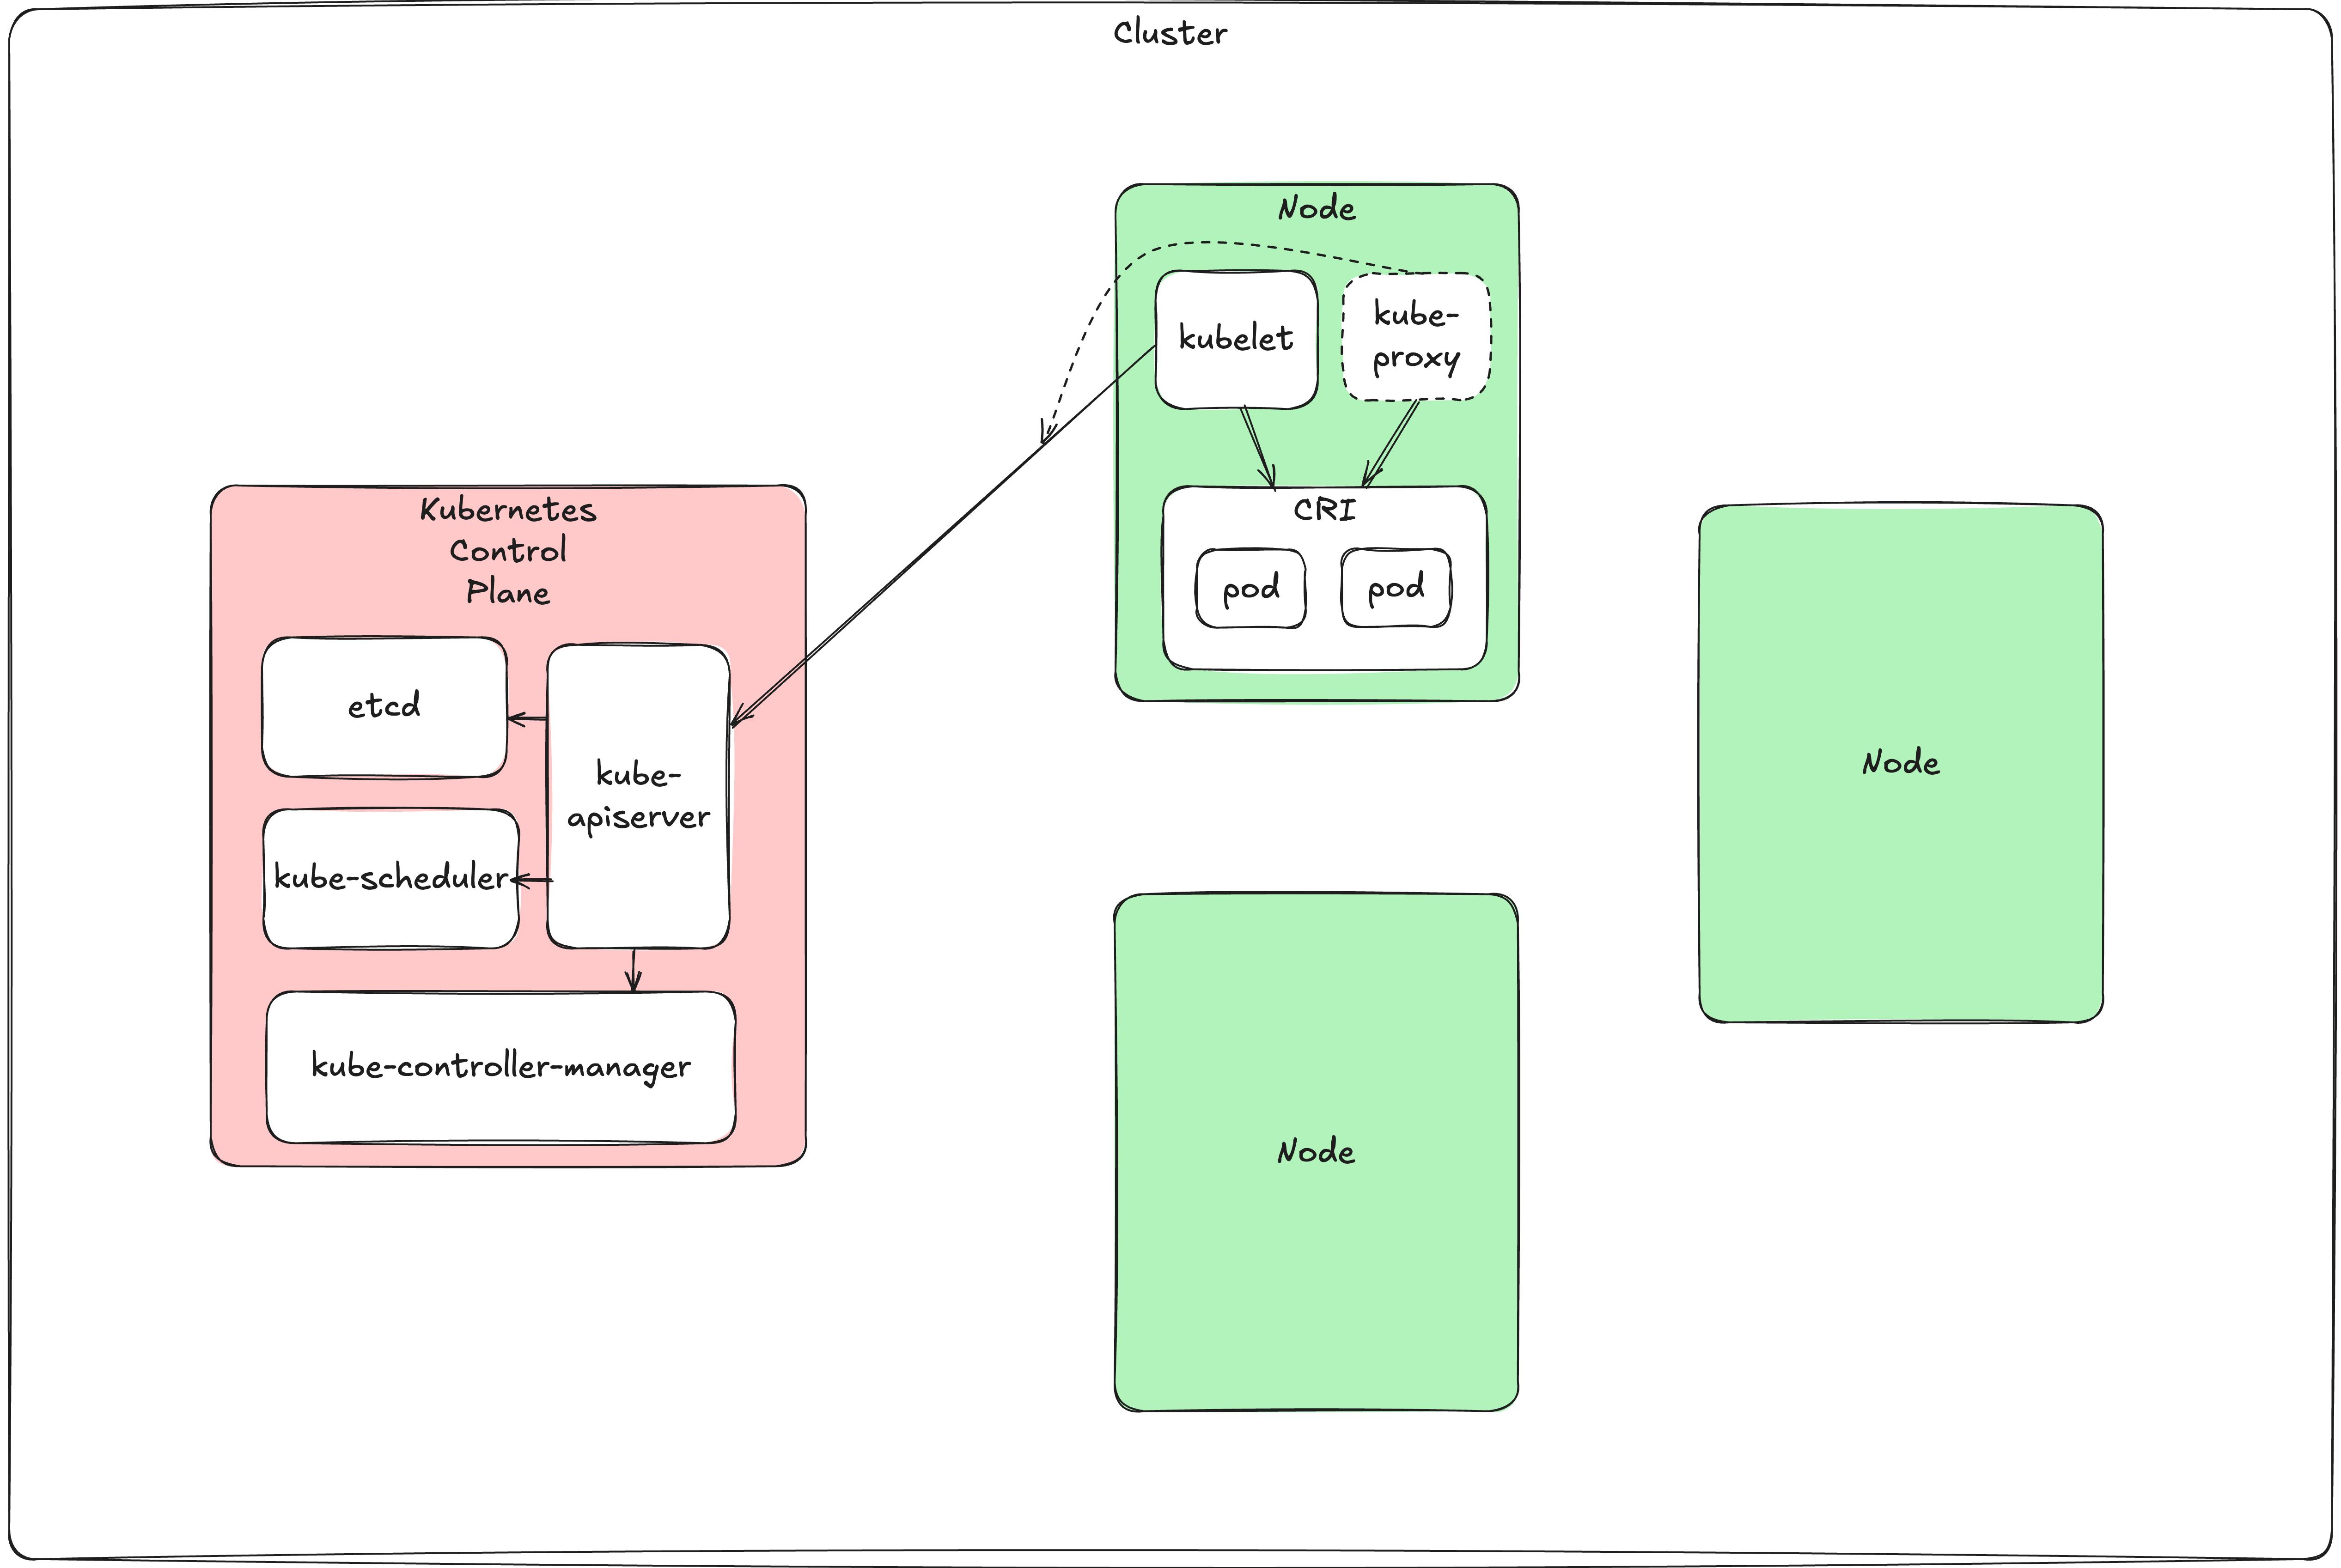 Cluster
Kubernetes
Control
Plane
etcd
kube-
apiserver
kube-scheduler
kube-controller-manager
Node
kubelet
kube-
proxy
CRI
pod
pod
Node
Node